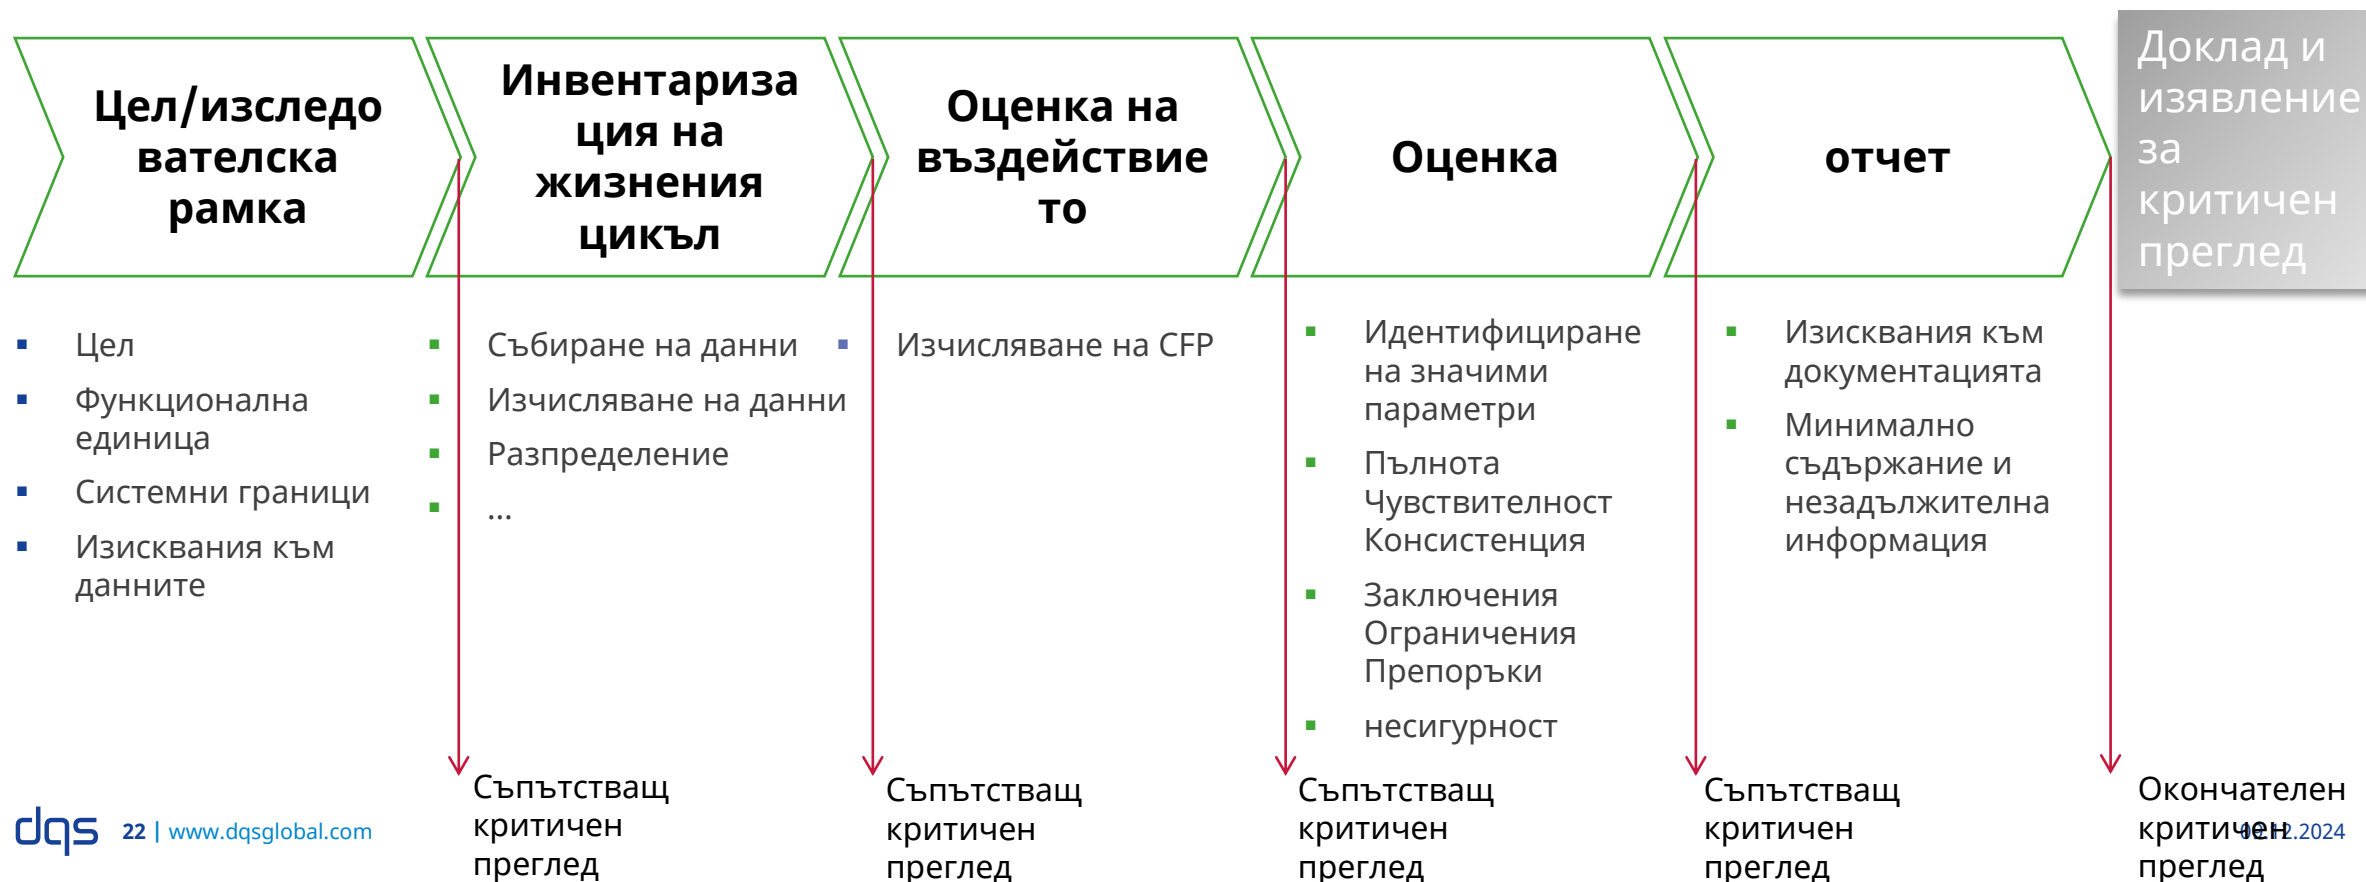 Цел/изследо
вателска
рамка
Инвентариза
ция на
жизнения
цикъл
Оценка на
въздействие
то
Оценка
отчет
Доклад и
изявление
за
критичен
преглед
Цел
Функционална
единица
Системни граници
Изисквания към
данните
Събиране на данни
Изчисляване на данни
Разпределение
...
Изчисляване на CFP
Идентифициране
на значими
параметри
Пълнота
Чувствителност
Консистенция
Заключения
Ограничения
Препоръки
несигурност
Изисквания към
документацията
Минимално
съдържание и
незадължителна
информация
Съпътстващ
критичен
преглед
Съпътстващ
критичен
преглед
Съпътстващ
критичен
преглед
Съпътстващ
критичен
преглед
Окончателен
критичен
преглед
dqs
22 | www.dqsglobal.com
09.12.2024